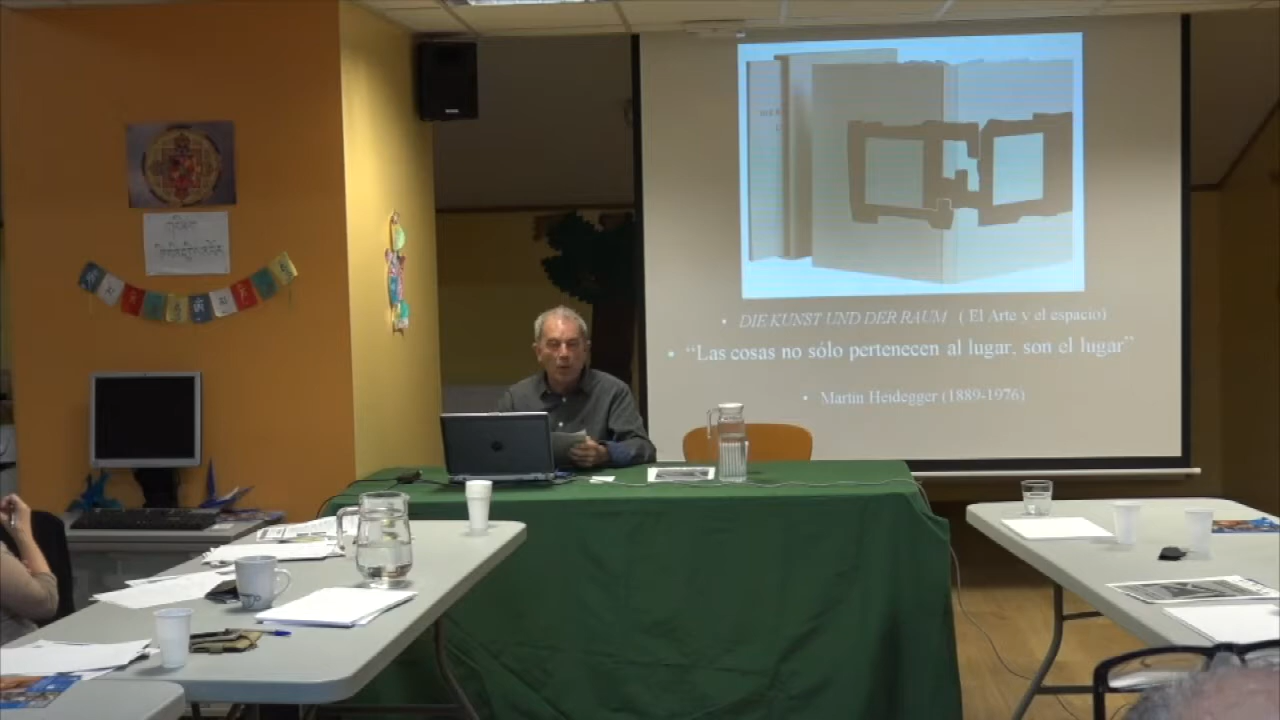 DIE KUNST UND DER RAUM ( El Arte y el espacio)
“Las cosas no sólo pertenecen al lugar, son el lugar”
Martin Heidegger (1889-1976)